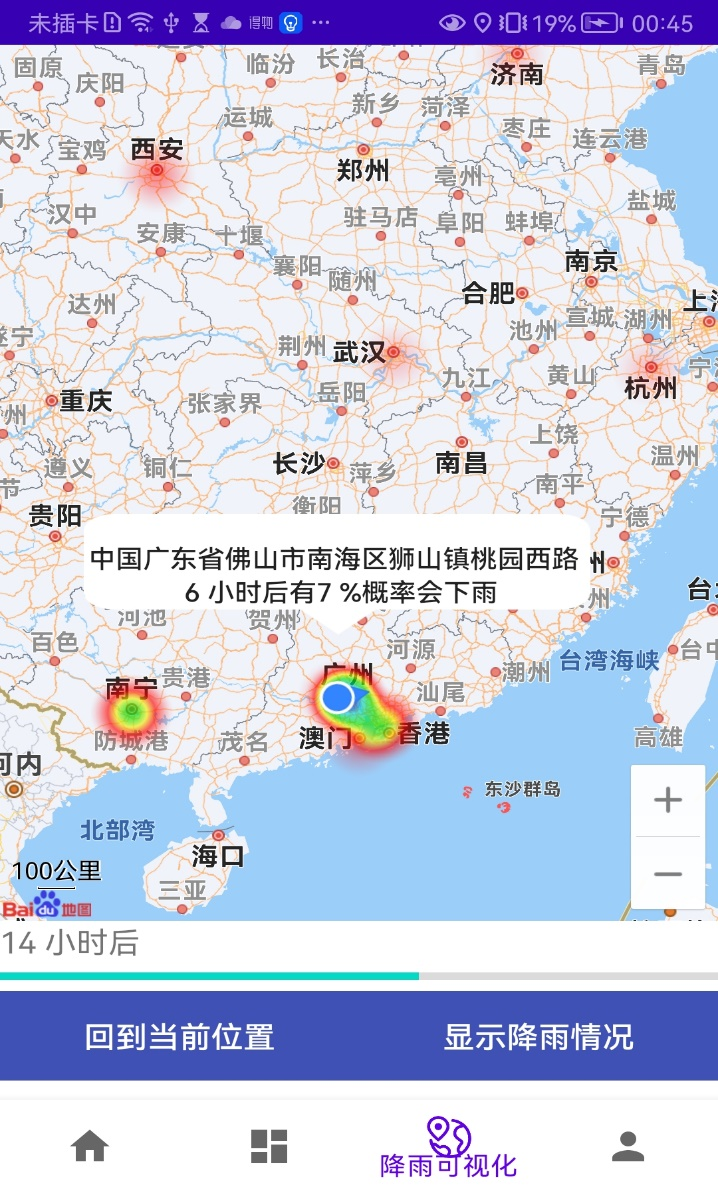 未插卡 19% 00:45
固原 庆阳 临汾 长治 济南 青岛
天水 宝鸡 西安 运城 新乡 菏泽 枣庄 连云港
郑州 亳州
汉中 安康 十堰 驻马店 阜阳 蚌埠 盐城
襄阳 随州 合肥 南京
达州 池州 宣城 湖州
荆州 武汉 九江 黄山 杭州
重庆 张家界 岳阳
上饶
遵义 铜仁 长沙 萍乡 南昌 温州
衡阳 南平
贵阳 宁德
中国广东省佛山市南海区狮山镇桃园西路
6 小时后有7 %概率会下雨
河池 贺州
百色 河源 台湾海峡
南宁 贵港 广州 潮州
汕尾
防城港 茂名 澳门 香港 高雄
河内
东沙群岛
北部湾
海口
100公里
三亚
Bai du 地图
14 小时后
回到当前位置 显示降雨情况
降雨可视化